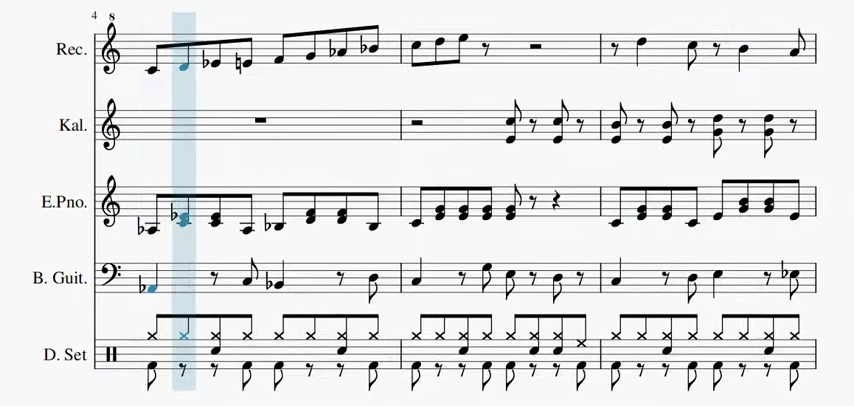 4 8
Rec.
Kal.
E.Pno.
B. Guit.
D. Set